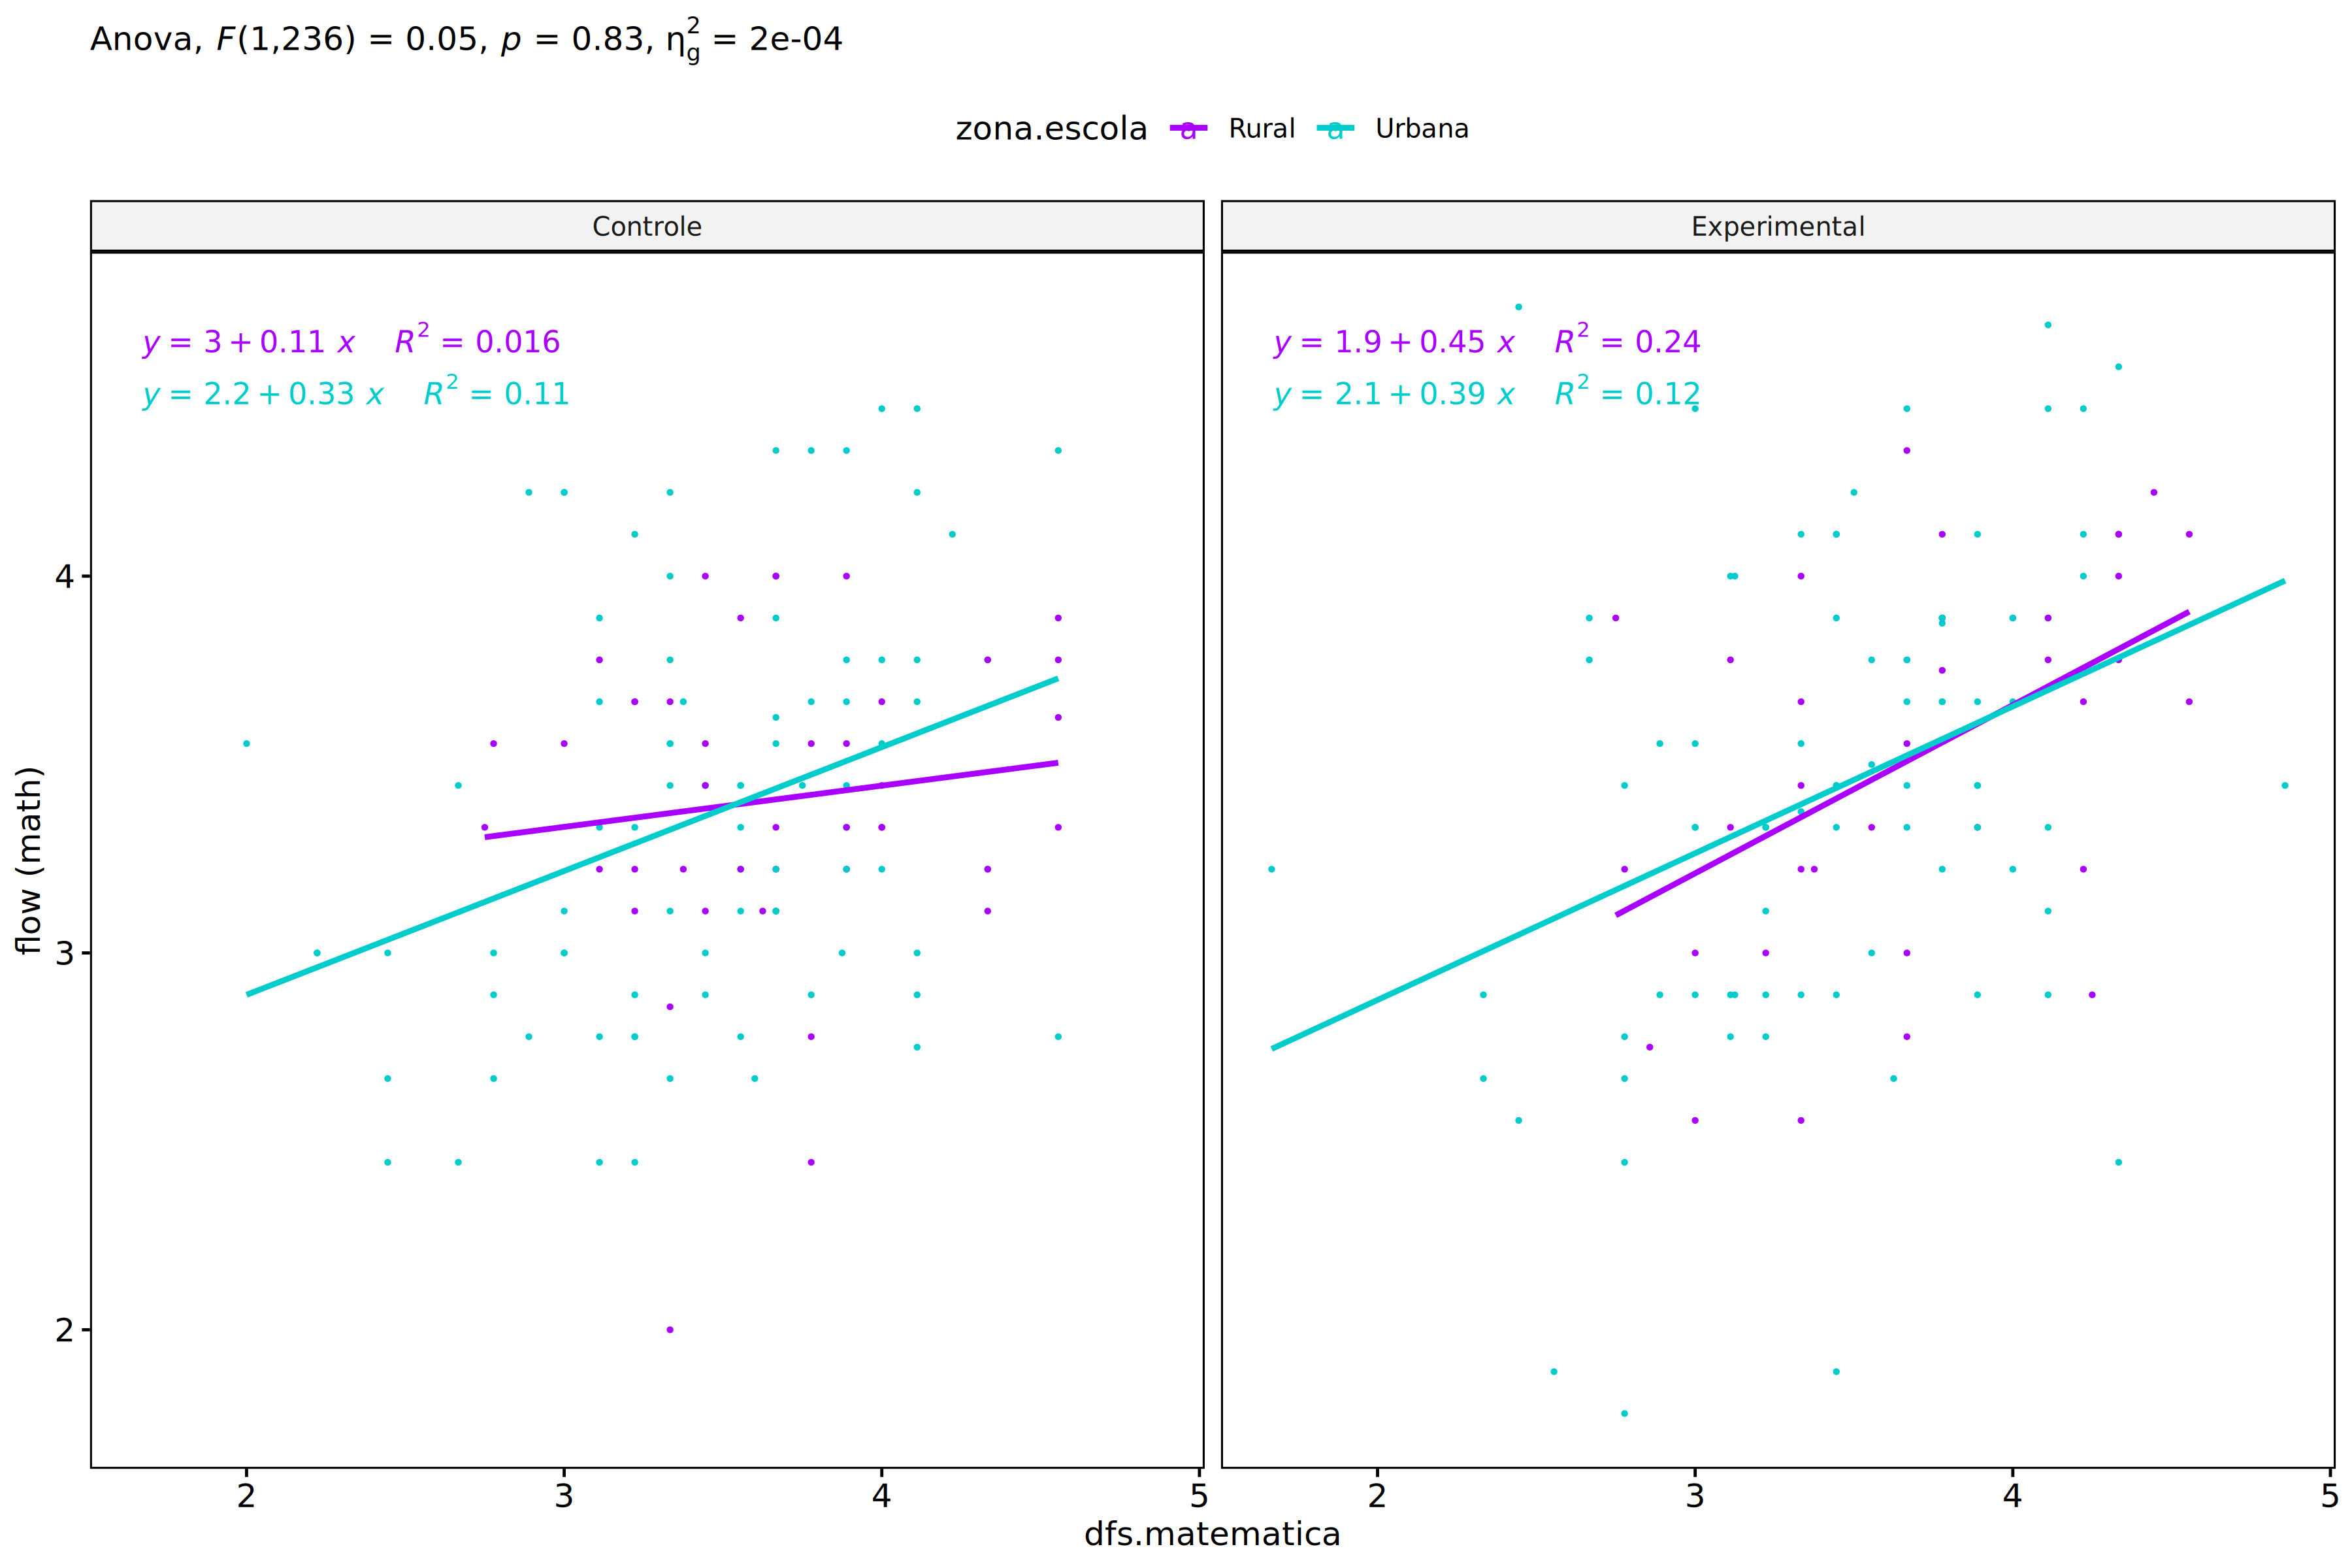 Anova, F(1,236) = 0.05, p = 0.83, η²g = 2e-04
zona.escola a Rural a Urbana
Controle
Experimental
y = 3 + 0.11 x R² = 0.016
y = 2.2 + 0.33 x R² = 0.11
y = 1.9 + 0.45 x R² = 0.24
y = 2.1 + 0.39 x R² = 0.12
flow (math)
4
3
2
2 3 4 5
2 3 4 5
dfs.matematica